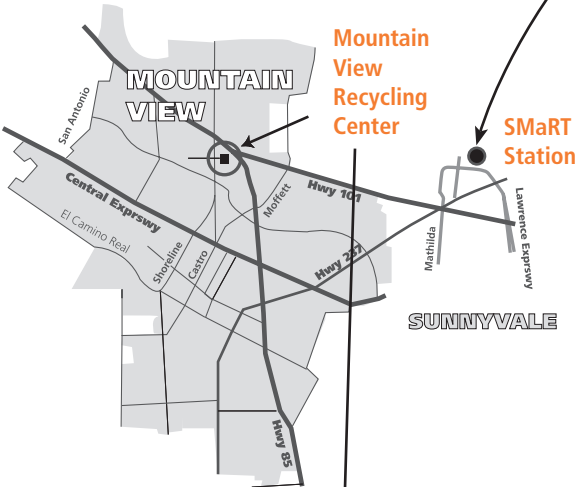 Mountain
View
Recycling
Center
MOUNTAIN
VIEW
SMaRT
Station
San Antonio
Central Exprswy
El Camino Real
Shoreline
Castro
Moffett
Hwy 101
Hwy 237
Mathilda
Lawrence Exprswy
SUNNYVALE
Hwy 85